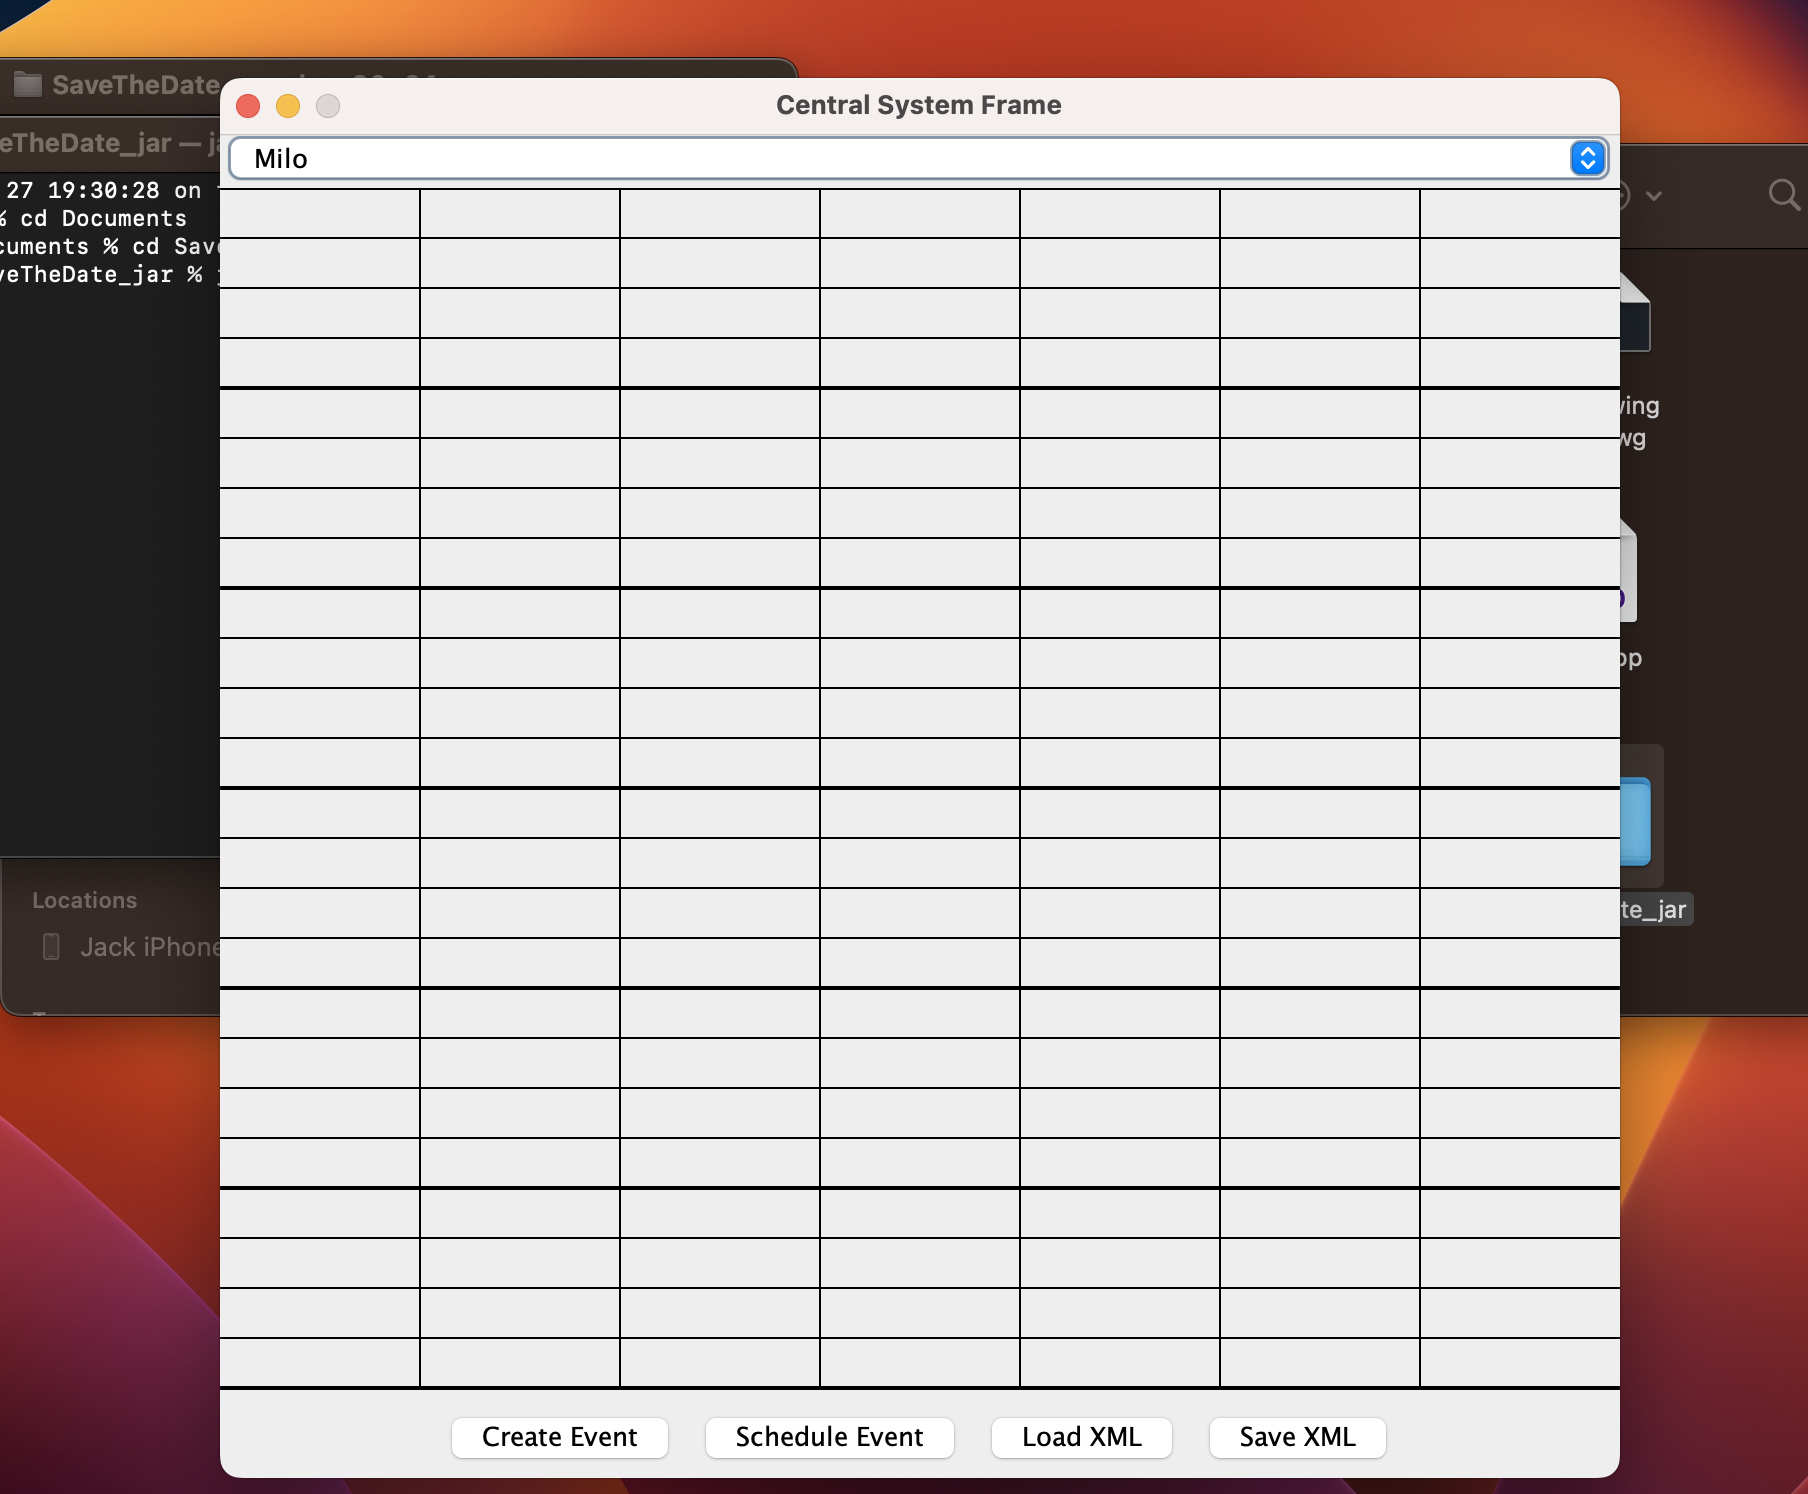 SaveTheDate
Central System Frame
eTheDate_jar — ja
Milo
27 19:30:28 on
% cd Documents
cuments % cd Sav
veTheDate_jar %
ving
wg
pp
Locations
te_jar
Jack iPhone
Create Event
Schedule Event
Load XML
Save XML